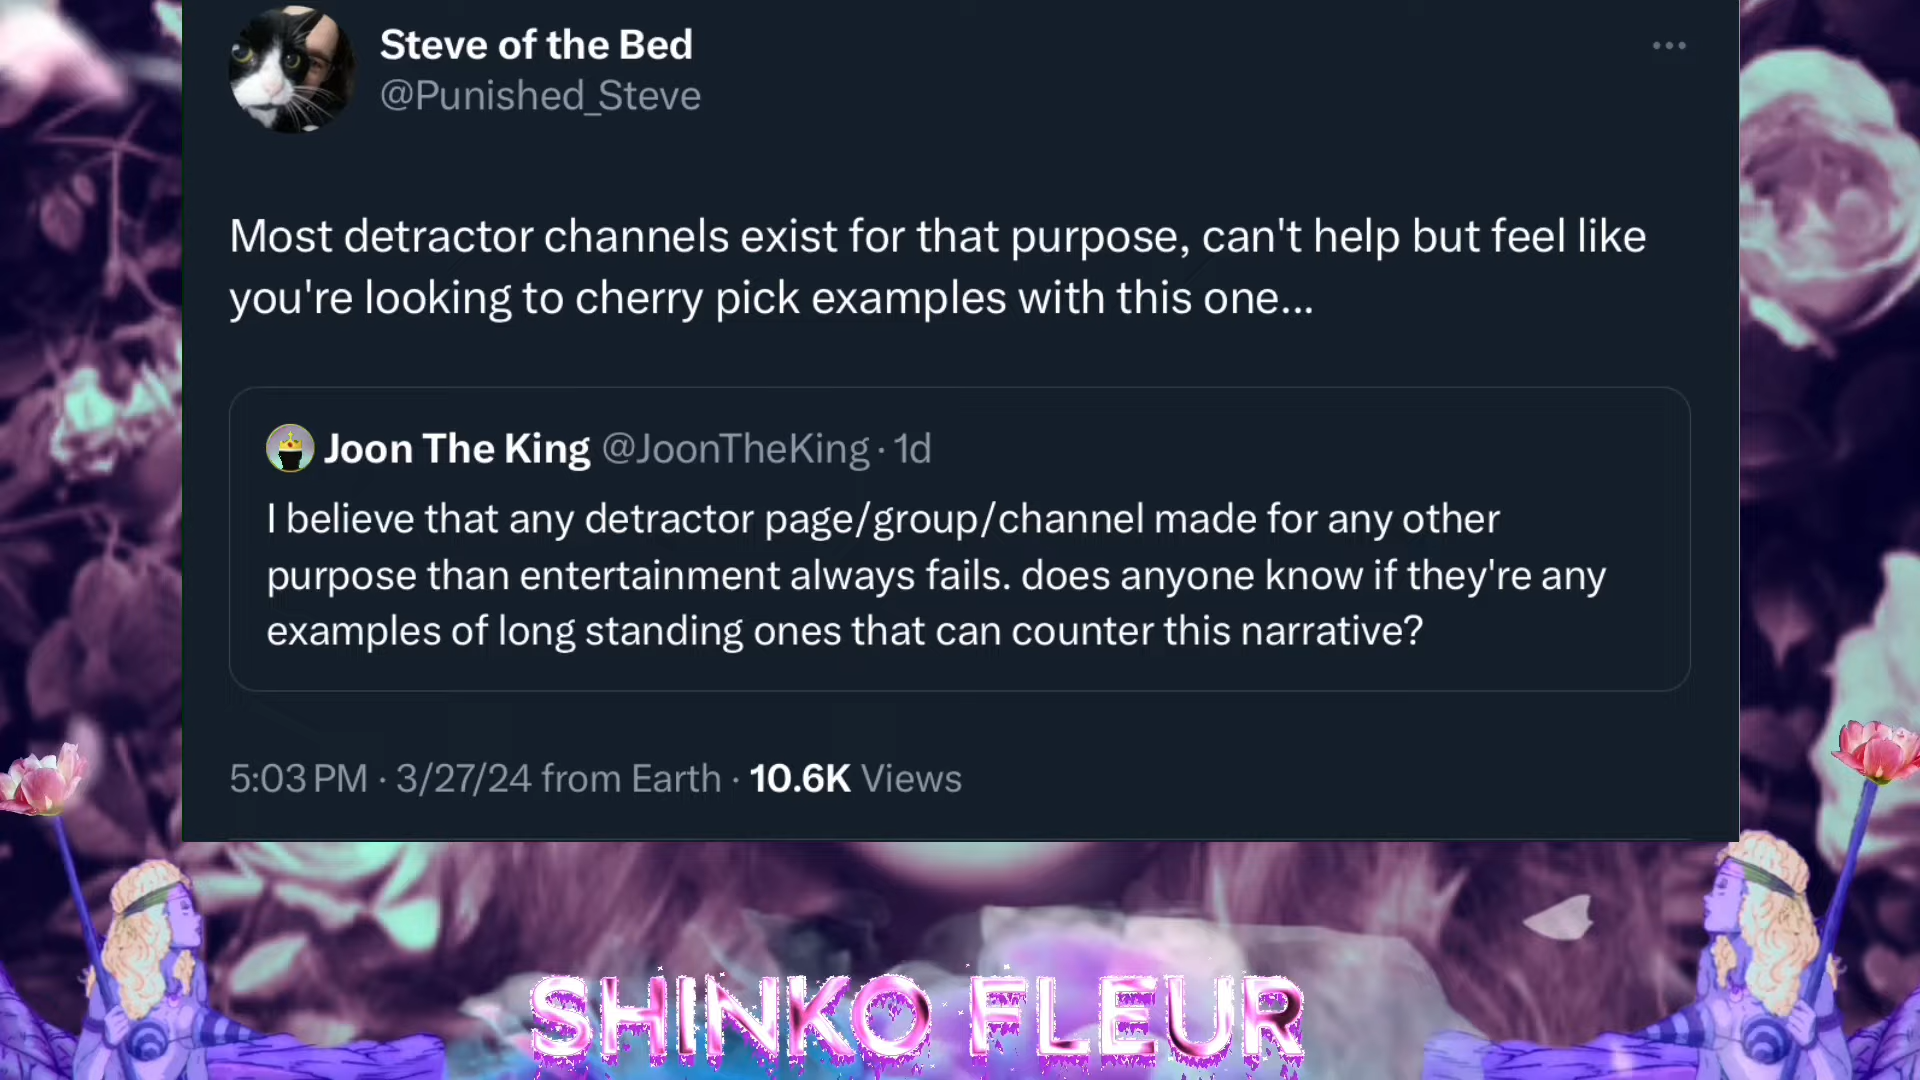 Steve of the Bed
@Punished_Steve
Most detractor channels exist for that purpose, can't help but feel like
you're looking to cherry pick examples with this one...
Joon The King @JoonTheKing · 1d
I believe that any detractor page/group/channel made for any other
purpose than entertainment always fails. does anyone know if they're any
examples of long standing ones that can counter this narrative?
5:03 PM · 3/27/24 from Earth · 10.6K Views
SHINKO FLEUR